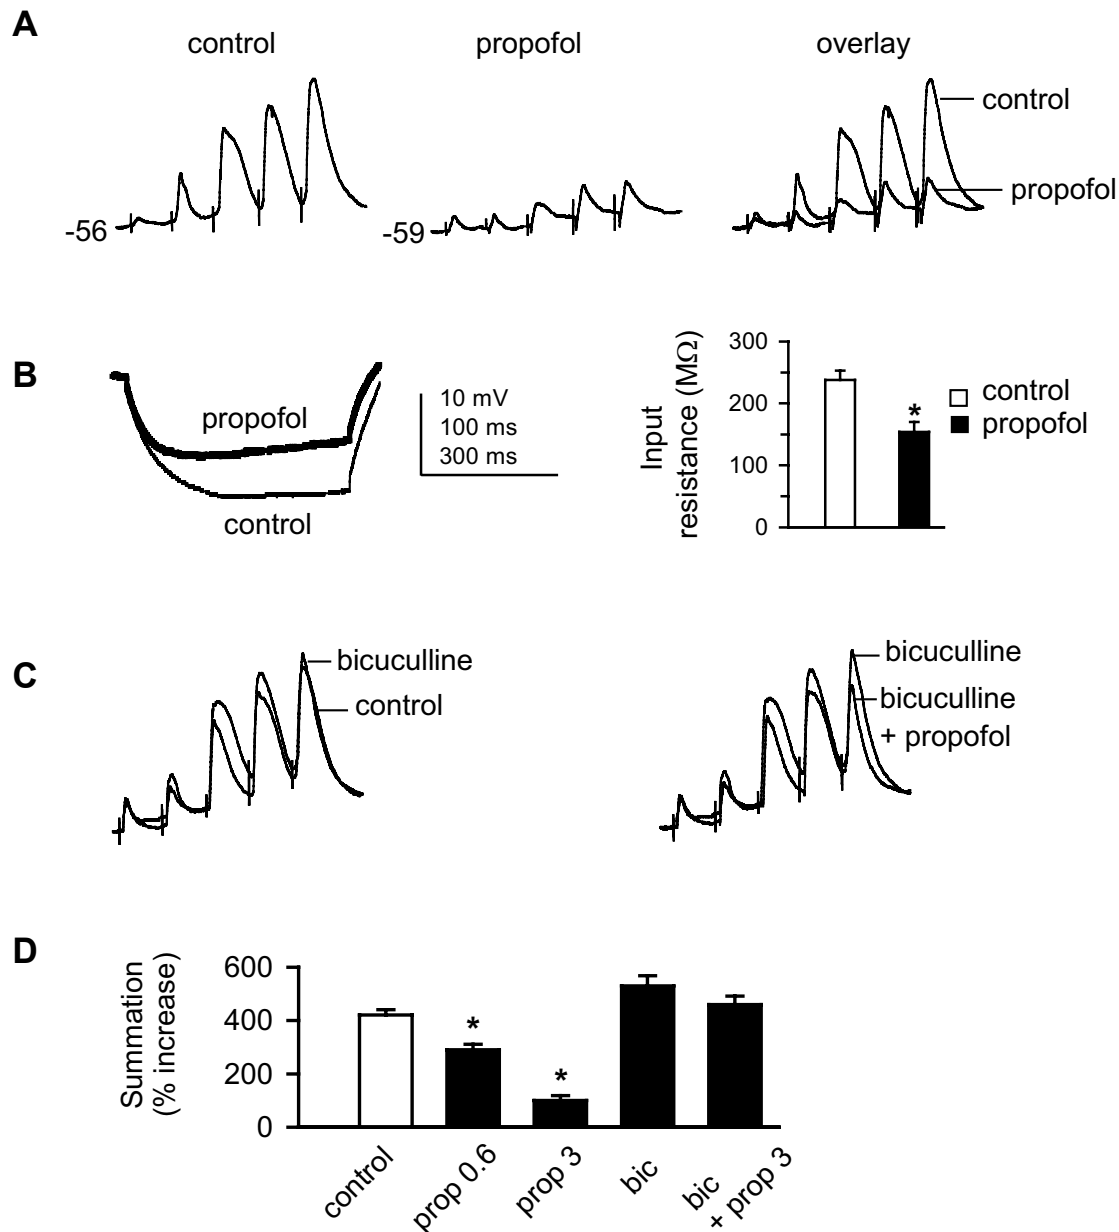 A
control
propofol
overlay
control
propofol
-56
-59
B
propofol
control
10 mV
100 ms
300 ms
Input
resistance (MΩ)
300
200
100
0
*
control
propofol
C
bicuculline
control
bicuculline
bicuculline
+ propofol
D
Summation
(% increase)
600
400
200
0
*
*
control
prop 0.6
prop 3
bic
bic
+ prop 3